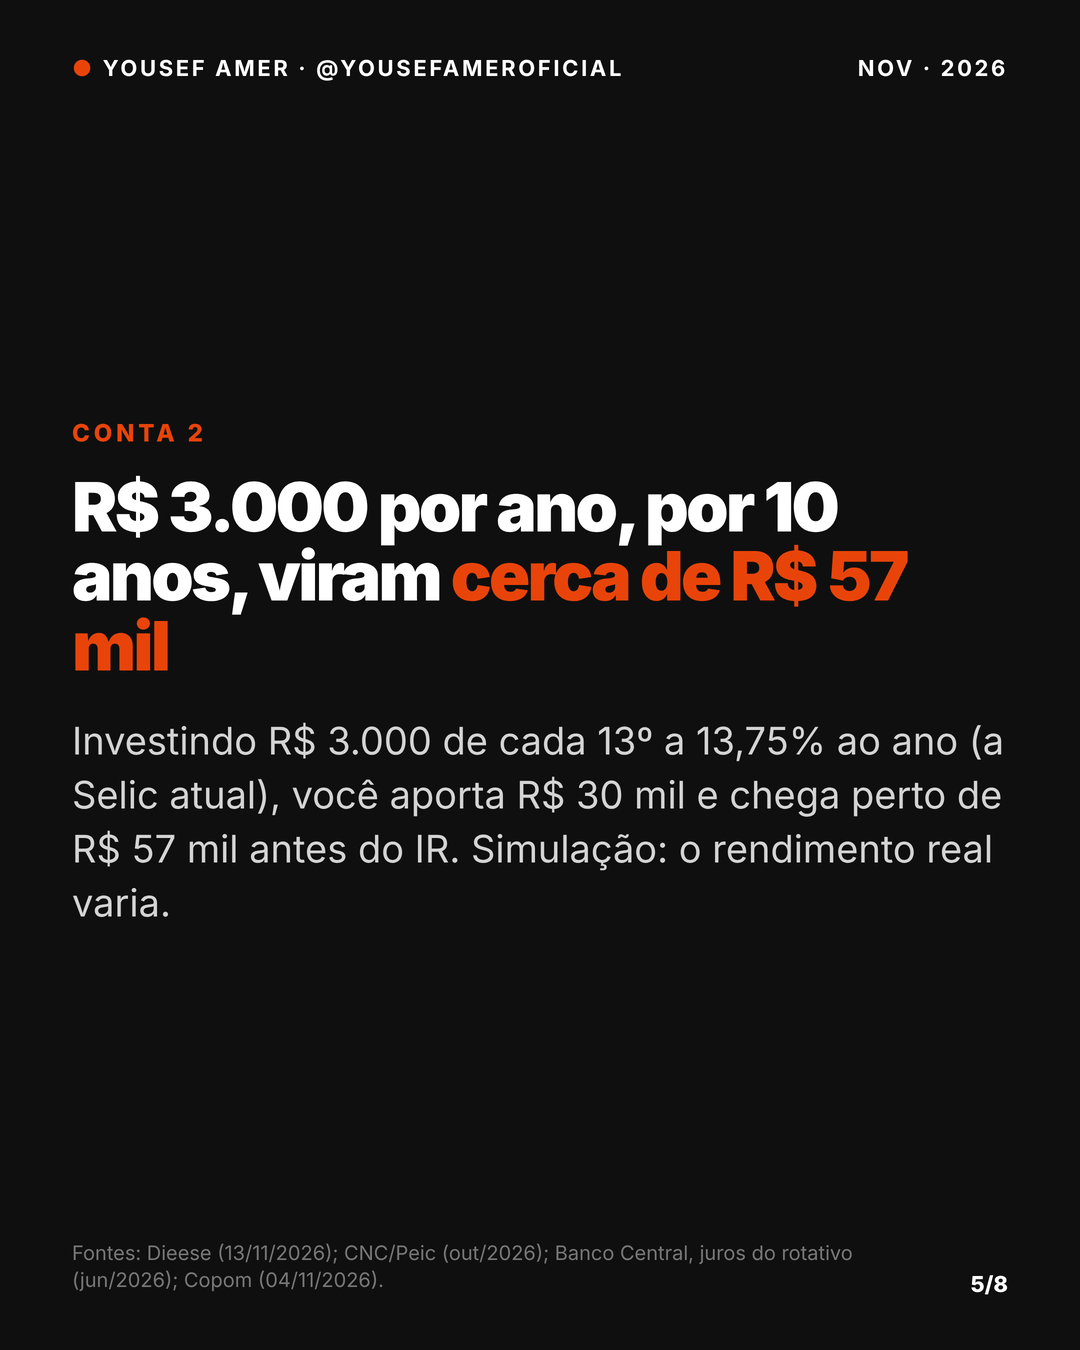 YOUSEF AMER · @YOUSEFAMEROFICIAL
NOV · 2026
CONTA 2
R$ 3.000 por ano, por 10
anos, viram cerca de R$ 57
mil
Investindo R$ 3.000 de cada 13º a 13,75% ao ano (a
Selic atual), você aporta R$ 30 mil e chega perto de
R$ 57 mil antes do IR. Simulação: o rendimento real
varia.
Fontes: Dieese (13/11/2026); CNC/Peic (out/2026); Banco Central, juros do rotativo
(jun/2026); Copom (04/11/2026).
5/8